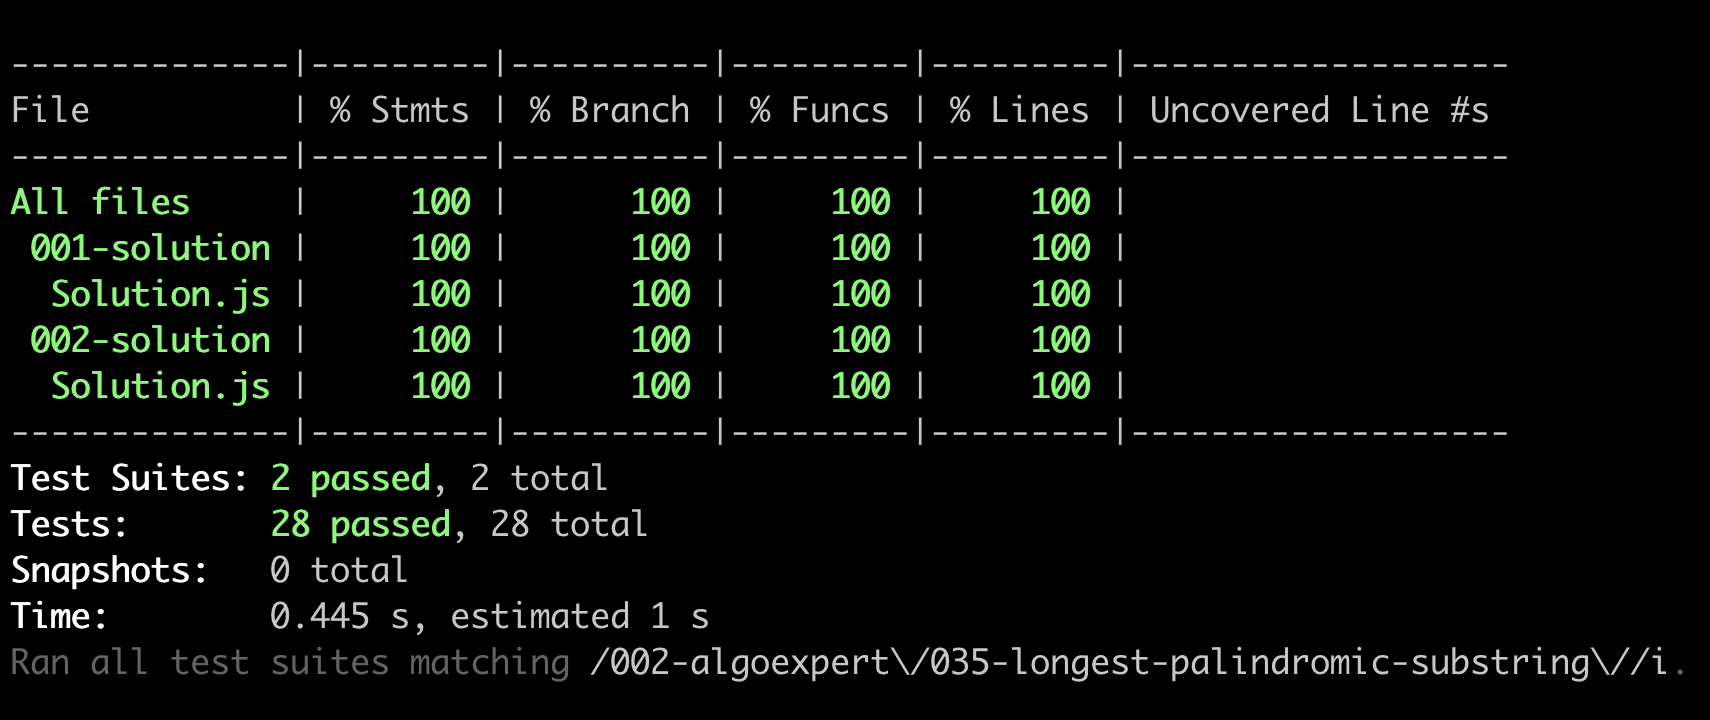 --------------|---------|----------|---------|---------|-------------------
File          | % Stmts | % Branch | % Funcs | % Lines | Uncovered Line #s
--------------|---------|----------|---------|---------|-------------------
All files     |     100 |      100 |     100 |     100 |
 001-solution |     100 |      100 |     100 |     100 |
  Solution.js |     100 |      100 |     100 |     100 |
 002-solution |     100 |      100 |     100 |     100 |
  Solution.js |     100 |      100 |     100 |     100 |
--------------|---------|----------|---------|---------|-------------------
Test Suites: 2 passed, 2 total
Tests:       28 passed, 28 total
Snapshots:   0 total
Time:        0.445 s, estimated 1 s
Ran all test suites matching /002-algoexpert\/035-longest-palindromic-substring\//i.